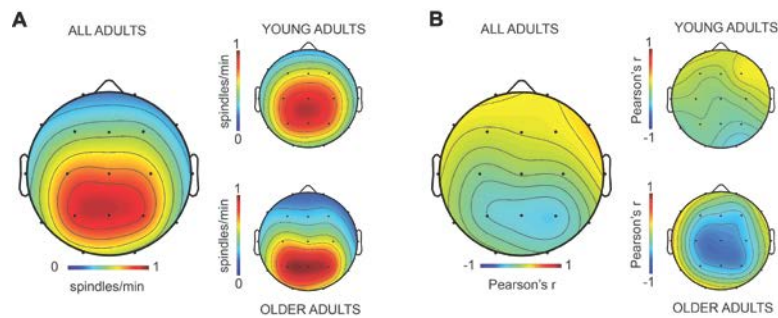 A
ALL ADULTS
0 1
spindles/min
YOUNG ADULTS
1
spindles/min
0
1
spindles/min
0
OLDER ADULTS
B
ALL ADULTS
-1 1
Pearson's r
YOUNG ADULTS
1
Pearson's r
-1
1
Pearson's r
-1
OLDER ADULTS